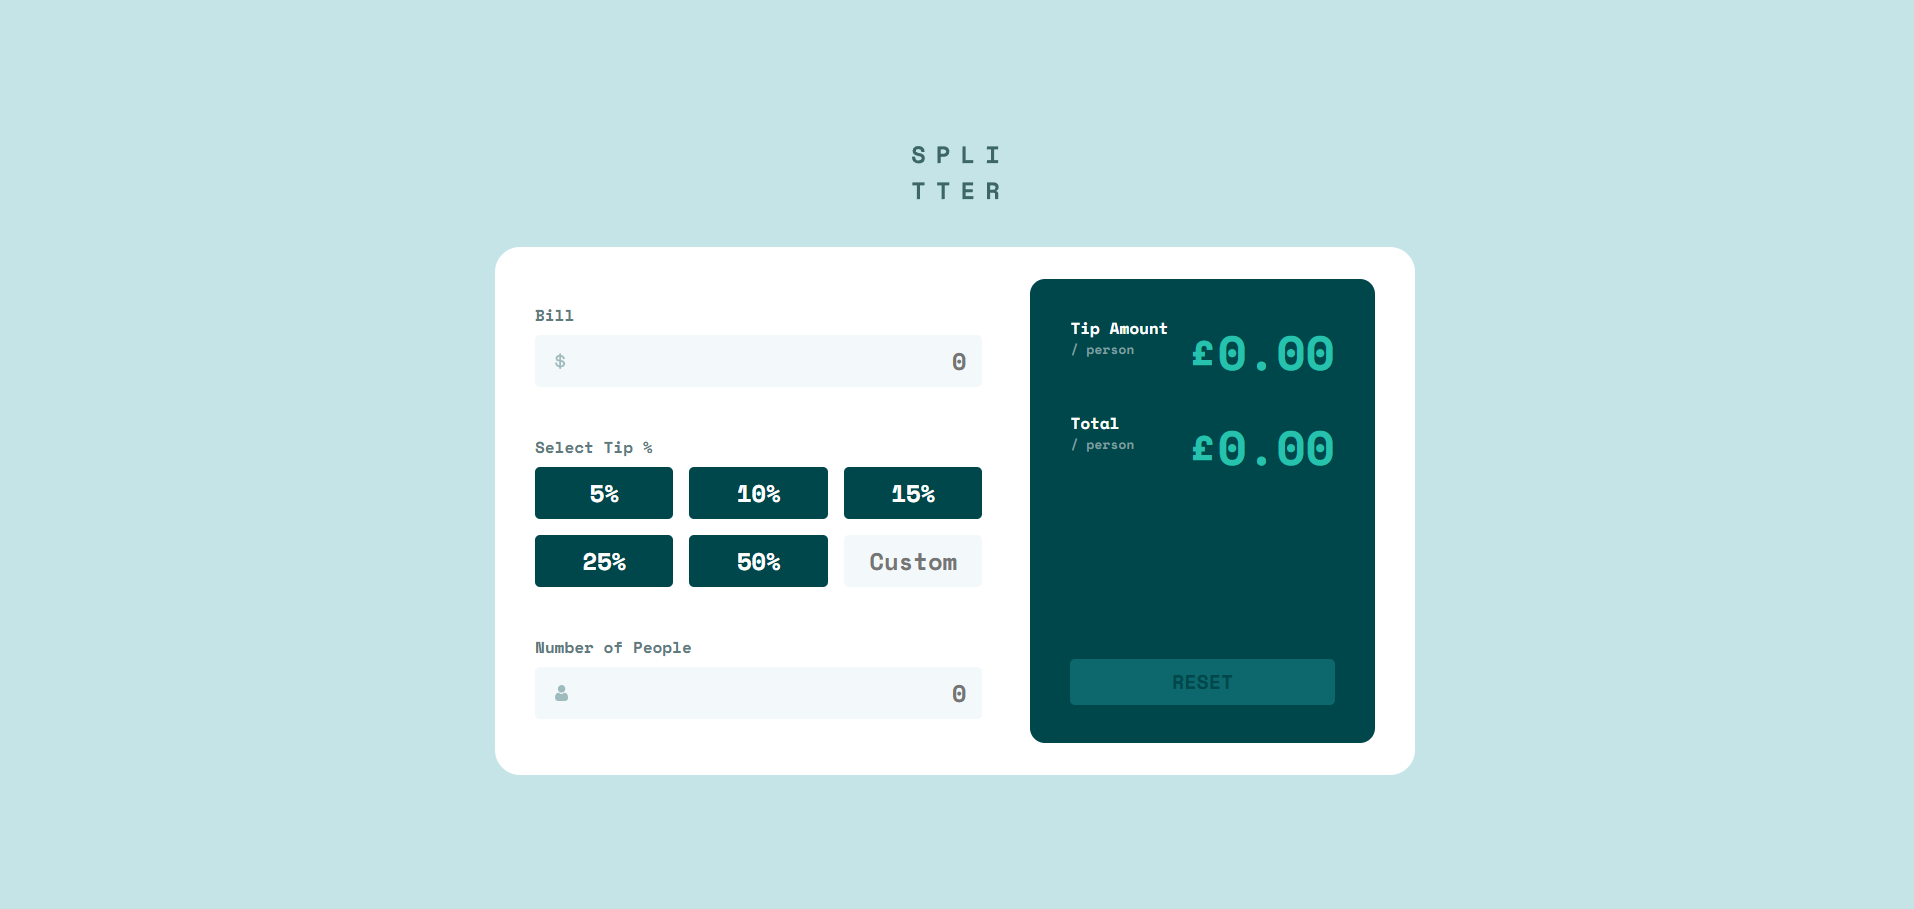 SPLI
TTER
Bill
$
0
Select Tip %
5%
10%
15%
25%
50%
Custom
Number of People
0
Tip Amount
/ person
£0.00
Total
/ person
£0.00
RESET